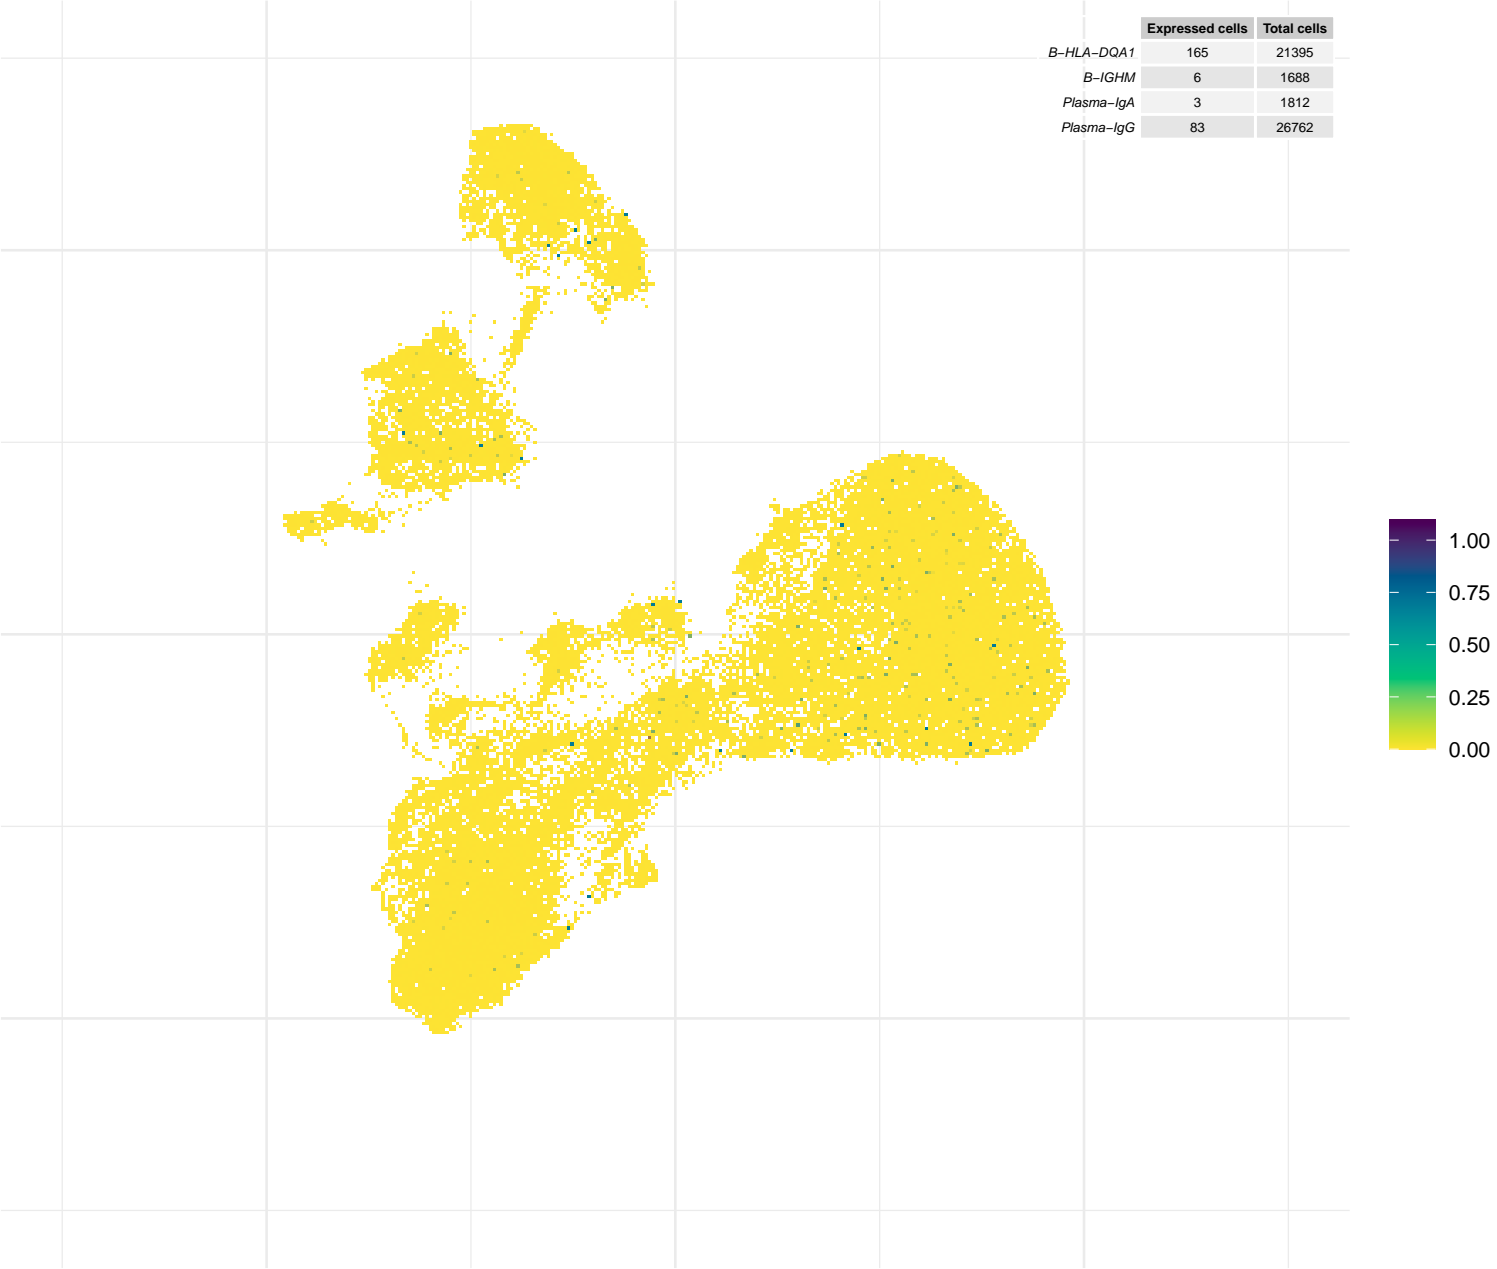 Expressed cells Total cells
B−HLA−DQA1 165 21395
B−IGHM 6 1688
Plasma−IgA 3 1812
Plasma−IgG 83 26762
1.00
0.75
0.50
0.25
0.00